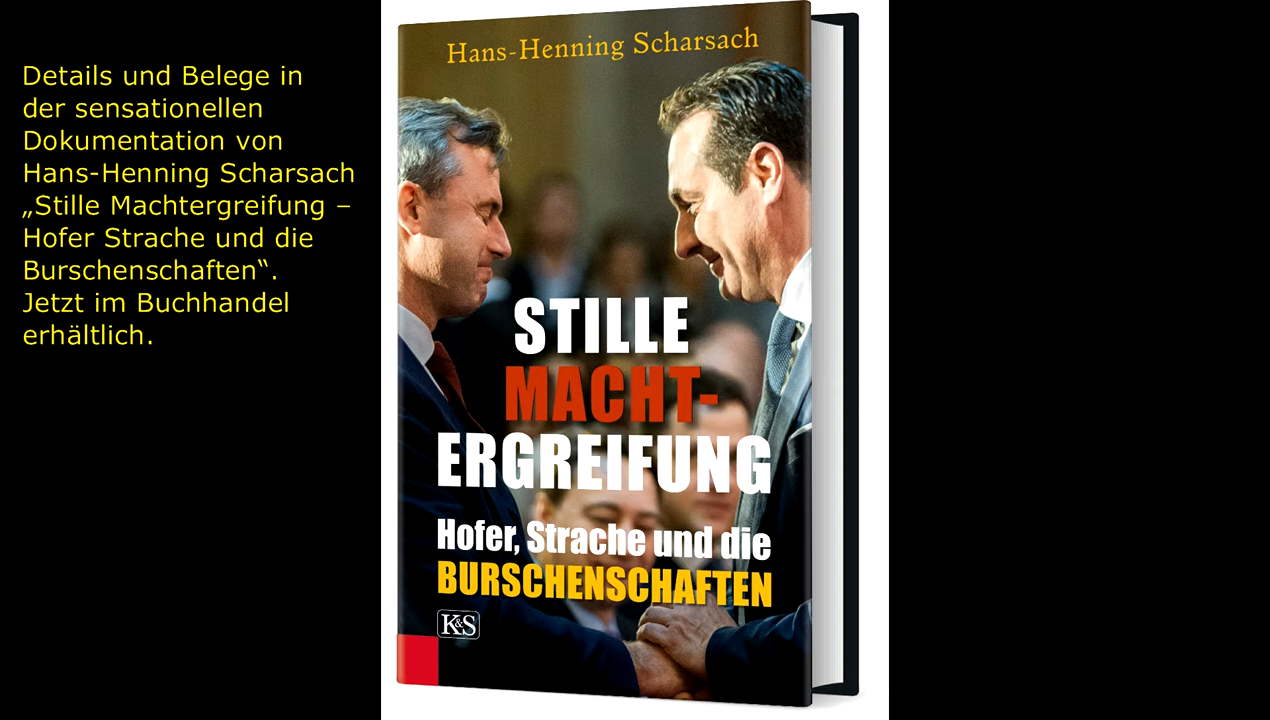 Details und Belege in
der sensationellen
Dokumentation von
Hans-Henning Scharsach
„Stille Machtergreifung –
Hofer Strache und die
Burschenschaften“.
Jetzt im Buchhandel
erhältlich.
Hans-Henning Scharsach
STILLE
MACHT-
ERGREIFUNG
Hofer, Strache und die
BURSCHENSCHAFTEN
K&S